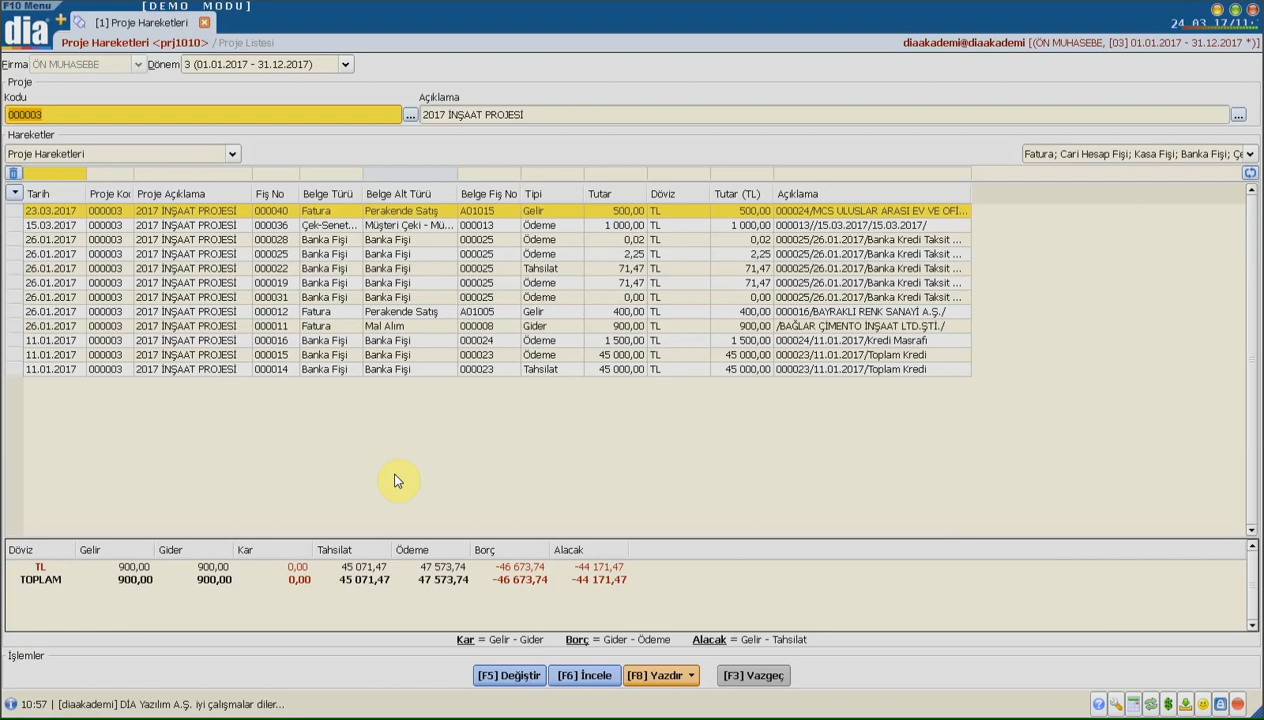 F10 Menu
[DEMO MODU]
dia
[1] Proje Hareketleri
24 03 17/11:
Proje Hareketleri <prj1010> / Proje Listesi
diaakademi@diaakademi [(ÖN MUHASEBE, [03] 01.01.2017 - 31.12.2017 *)]
Firma ÖN MUHASEBE Dönem 3 (01.01.2017 - 31.12.2017)
Proje
Kodu Açıklama
000003 ... 2017 İNŞAAT PROJESİ ...
Hareketler
Proje Hareketleri Fatura; Cari Hesap Fişi; Kasa Fişi; Banka Fişi; Çe
Tarih Proje Kod Proje Açıklama Fiş No Belge Türü Belge Alt Türü Belge Fiş No Tipi Tutar Döviz Tutar (TL) Açıklama
23.03.2017 000003 2017 İNŞAAT PROJESİ 000040 Fatura Perakende Satış A01015 Gelir 500,00 TL 500,00 000024/MCS ULUSLAR ARASI EV VE OFİ...
15.03.2017 000003 2017 İNŞAAT PROJESİ 000036 Çek-Senet... Müşteri Çeki - Mü... 000013 Ödeme 1 000,00 TL 1 000,00 000013//15.03.2017/15.03.2017/
26.01.2017 000003 2017 İNŞAAT PROJESİ 000028 Banka Fişi Banka Fişi 000025 Ödeme 0,02 TL 0,02 000025/26.01.2017/Banka Kredi Taksit ...
26.01.2017 000003 2017 İNŞAAT PROJESİ 000025 Banka Fişi Banka Fişi 000025 Ödeme 2,25 TL 2,25 000025/26.01.2017/Banka Kredi Taksit ...
26.01.2017 000003 2017 İNŞAAT PROJESİ 000022 Banka Fişi Banka Fişi 000025 Tahsilat 71,47 TL 71,47 000025/26.01.2017/Banka Kredi Taksit ...
26.01.2017 000003 2017 İNŞAAT PROJESİ 000019 Banka Fişi Banka Fişi 000025 Ödeme 71,47 TL 71,47 000025/26.01.2017/Banka Kredi Taksit ...
26.01.2017 000003 2017 İNŞAAT PROJESİ 000031 Banka Fişi Banka Fişi 000025 Ödeme 0,00 TL 0,00 000025/26.01.2017/Banka Kredi Taksit ...
26.01.2017 000003 2017 İNŞAAT PROJESİ 000012 Fatura Perakende Satış A01005 Gelir 400,00 TL 400,00 000016/BAYRAKLI RENK SANAYİ A.Ş./
26.01.2017 000003 2017 İNŞAAT PROJESİ 000011 Fatura Mal Alım 000008 Gider 900,00 TL 900,00 /BAĞLAR ÇİMENTO İNŞAAT LTD.ŞTİ./
11.01.2017 000003 2017 İNŞAAT PROJESİ 000016 Banka Fişi Banka Fişi 000024 Ödeme 1 500,00 TL 1 500,00 000024/11.01.2017/Kredi Masrafi
11.01.2017 000003 2017 İNŞAAT PROJESİ 000015 Banka Fişi Banka Fişi 000023 Ödeme 45 000,00 TL 45 000,00 000023/11.01.2017/Toplam Kredi
11.01.2017 000003 2017 İNŞAAT PROJESİ 000014 Banka Fişi Banka Fişi 000023 Tahsilat 45 000,00 TL 45 000,00 000023/11.01.2017/Toplam Kredi
Döviz Gelir Gider Kar Tahsilat Ödeme Borç Alacak
TL 900,00 900,00 0,00 45 071,47 47 573,74 -46 673,74 -44 171,47
TOPLAM 900,00 900,00 0,00 45 071,47 47 573,74 -46 673,74 -44 171,47
Kar = Gelir - Gider Borç = Gider - Ödeme Alacak = Gelir - Tahsilat
İşlemler
[F5] Değiştir [F6] İncele [F8] Yazdır [F3] Vazgeç
10:57 | [diaakademi] DİA Yazılım A.Ş. iyi çalışmalar diler...